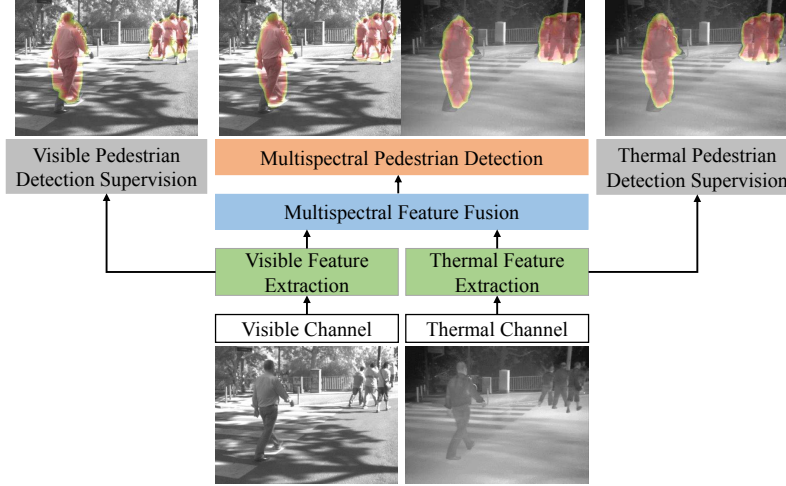 Visible Pedestrian
Detection Supervision
Multispectral Pedestrian Detection
Thermal Pedestrian
Detection Supervision
Multispectral Feature Fusion
Visible Feature
Extraction
Thermal Feature
Extraction
Visible Channel
Thermal Channel